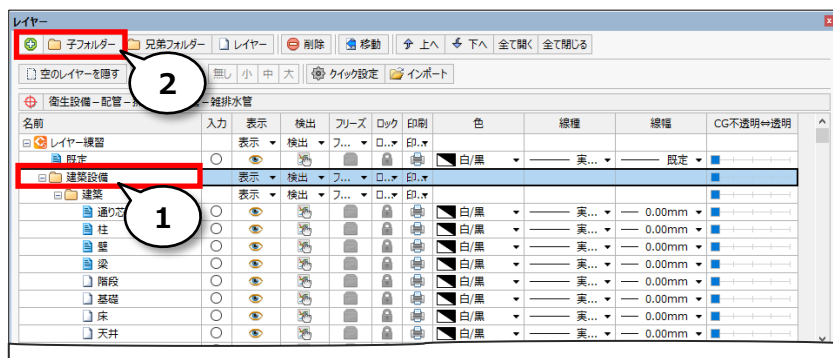 レイヤー
子フォルダー 兄弟フォルダー レイヤー 削除 移動 上へ 下へ 全て開く 全て閉じる
空のレイヤーを隠す 無し 小 中 大 クイック設定 インポート
2
衛生設備－配管－ －雑排水管
名前 入力 表示 検出 フリーズ ロック 印刷 色 線種 線幅 CG不透明⇔透明
レイヤー練習 表示 検出 フ... ロ... 印...
既定 白/黒 実... 既定
建築設備 表示 検出 フ... ロ... 印...
建築 表示 検出 フ... ロ... 印...
通り芯 白/黒 実... 0.00mm
1
柱 白/黒 実... 0.00mm
壁 白/黒 実... 0.00mm
梁 白/黒 実... 0.00mm
階段 白/黒 実... 0.00mm
基礎 白/黒 実... 0.00mm
床 白/黒 実... 0.00mm
天井 白/黒 実... 0.00mm